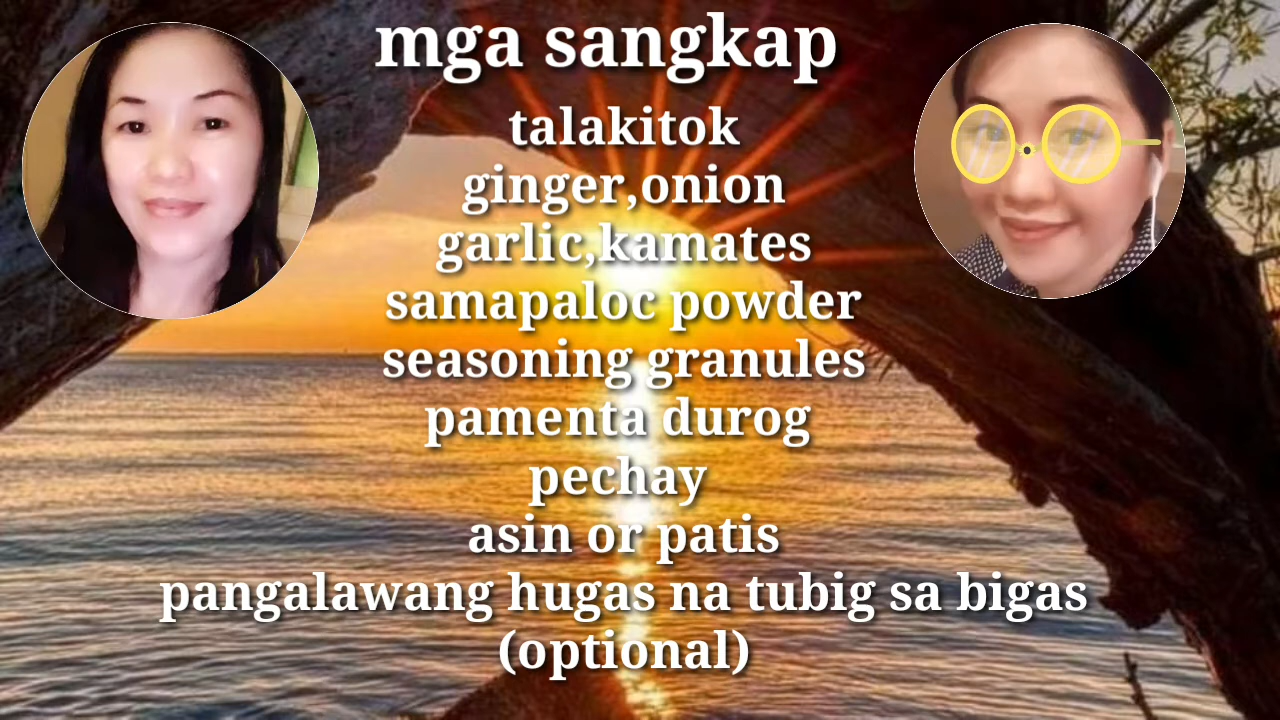 mga sangkap
talakitok
ginger,onion
garlic,kamates
samapaloc powder
seasoning granules
pamenta durog
pechay
asin or patis
pangalawang hugas na tubig sa bigas
(optional)